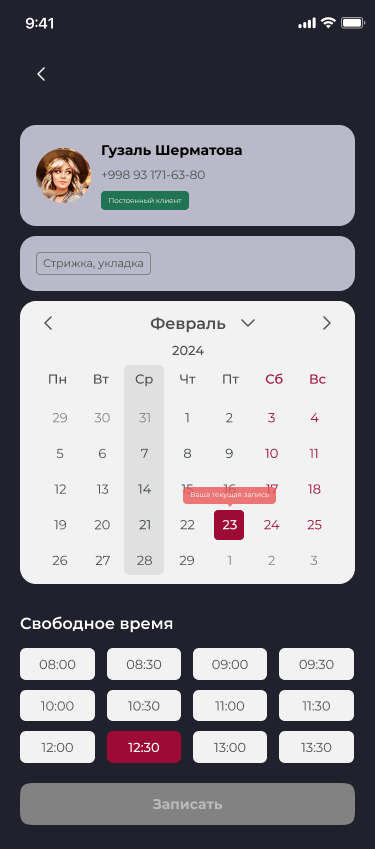 9:41
Гузаль Шерматова
+998 93 171-63-80
Постоянный клиент
Стрижка, укладка
Февраль
2024
Пн Вт Ср Чт Пт Сб Вс
29 30 31 1 2 3 4
5 6 7 8 9 10 11
12 13 14 15 16 17 18
Ваша текущая запись
19 20 21 22 23 24 25
26 27 28 29 1 2 3
Свободное время
08:00 08:30 09:00 09:30
10:00 10:30 11:00 11:30
12:00 12:30 13:00 13:30
Записать